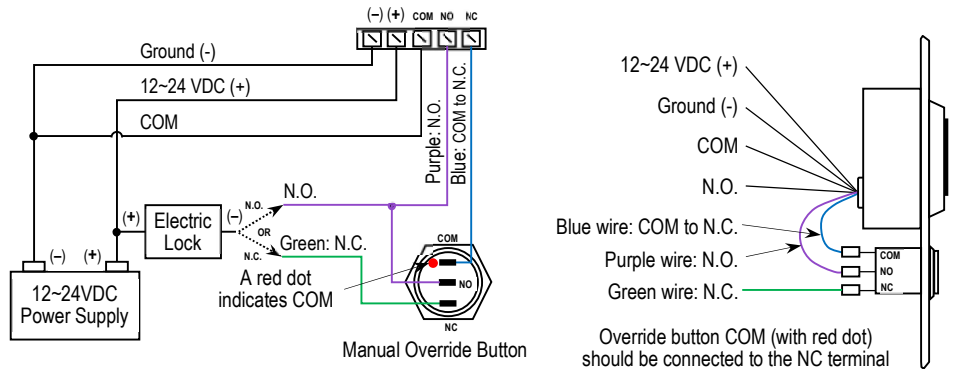 (–) (+) COM NO NC
Ground (-)
12~24 VDC (+)
COM
Purple: N.O.
Blue: COM to N.C.
N.O.
N.O.
OR
N.C.
Green: N.C.
(+)
Electric
Lock
(–)
(–) (+)
12~24VDC
Power Supply
A red dot
indicates COM
COM
NO
NC
Manual Override Button
12~24 VDC (+)
Ground (-)
COM
N.O.
Blue wire: COM to N.C.
Purple wire: N.O.
Green wire: N.C.
COM
NO
NC
Override button COM (with red dot)
should be connected to the NC terminal